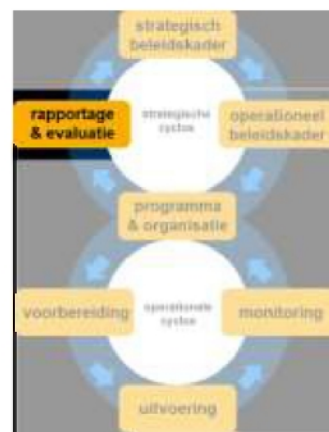 strategisch
beleidskader
rapportage
& evaluatie
strategische
cyclus
operationeel
beleidskader
programma
& organisatie
voorbereiding
operationele
cyclus
monitoring
uitvoering